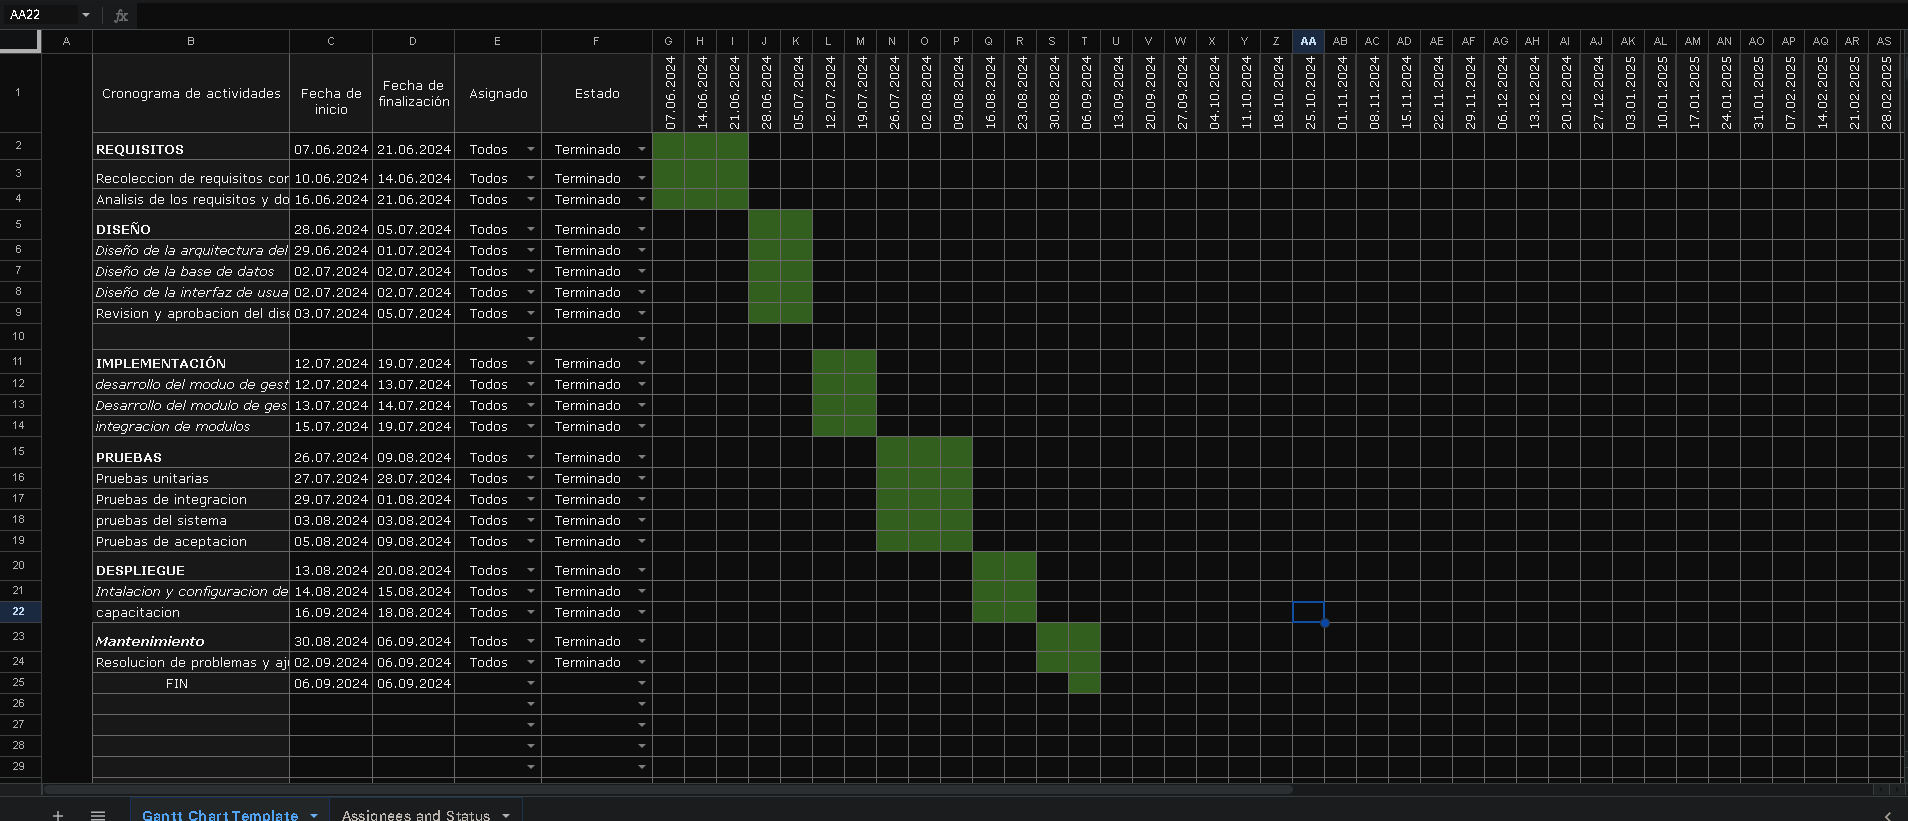 AA22 fx
A B C D E F G H I J K L M N O P Q R S T U V W X Y Z AA AB AC AD AE AF AG AH AI AJ AK AL AM AN AO AP AQ AR AS
1 Cronograma de actividades Fecha de inicio Fecha de finalización Asignado Estado 07.06.2024 14.06.2024 21.06.2024 28.06.2024 05.07.2024 12.07.2024 19.07.2024 26.07.2024 02.08.2024 09.08.2024 16.08.2024 23.08.2024 30.08.2024 06.09.2024 13.09.2024 20.09.2024 27.09.2024 04.10.2024 11.10.2024 18.10.2024 25.10.2024 01.11.2024 08.11.2024 15.11.2024 22.11.2024 29.11.2024 06.12.2024 13.12.2024 20.12.2024 27.12.2024 03.01.2025 10.01.2025 17.01.2025 24.01.2025 31.01.2025 07.02.2025 14.02.2025 21.02.2025 28.02.2025
2 REQUISITOS 07.06.2024 21.06.2024 Todos Terminado
3 Recoleccion de requisitos con 10.06.2024 14.06.2024 Todos Terminado
4 Analisis de los requisitos y do 16.06.2024 21.06.2024 Todos Terminado
5 DISEÑO 28.06.2024 05.07.2024 Todos Terminado
6 Diseño de la arquitectura del 29.06.2024 01.07.2024 Todos Terminado
7 Diseño de la base de datos 02.07.2024 02.07.2024 Todos Terminado
8 Diseño de la interfaz de usua 02.07.2024 02.07.2024 Todos Terminado
9 Revision y aprobacion del dise 03.07.2024 05.07.2024 Todos Terminado
10
11 IMPLEMENTACIÓN 12.07.2024 19.07.2024 Todos Terminado
12 desarrollo del moduo de gest 12.07.2024 13.07.2024 Todos Terminado
13 Desarrollo del modulo de ges 13.07.2024 14.07.2024 Todos Terminado
14 integracion de modulos 15.07.2024 19.07.2024 Todos Terminado
15 PRUEBAS 26.07.2024 09.08.2024 Todos Terminado
16 Pruebas unitarias 27.07.2024 28.07.2024 Todos Terminado
17 Pruebas de integracion 29.07.2024 01.08.2024 Todos Terminado
18 pruebas del sistema 03.08.2024 03.08.2024 Todos Terminado
19 Pruebas de aceptacion 05.08.2024 09.08.2024 Todos Terminado
20 DESPLIEGUE 13.08.2024 20.08.2024 Todos Terminado
21 Intalacion y configuracion de 14.08.2024 15.08.2024 Todos Terminado
22 capacitacion 16.09.2024 18.08.2024 Todos Terminado
23 Mantenimiento 30.08.2024 06.09.2024 Todos Terminado
24 Resolucion de problemas y aju 02.09.2024 06.09.2024 Todos Terminado
25 FIN 06.09.2024 06.09.2024
26
27
28
29
Gantt Chart Template Assignees and Status